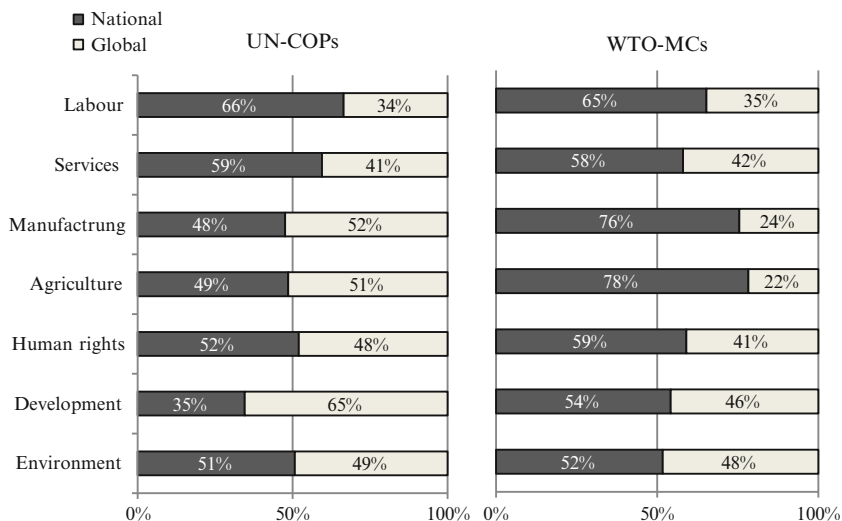 National
Global
UN-COPs
WTO-MCs
Labour 66% 34% 65% 35%
Services 59% 41% 58% 42%
Manufactrung 48% 52% 76% 24%
Agriculture 49% 51% 78% 22%
Human rights 52% 48% 59% 41%
Development 35% 65% 54% 46%
Environment 51% 49% 52% 48%
0% 50% 100% 0% 50% 100%